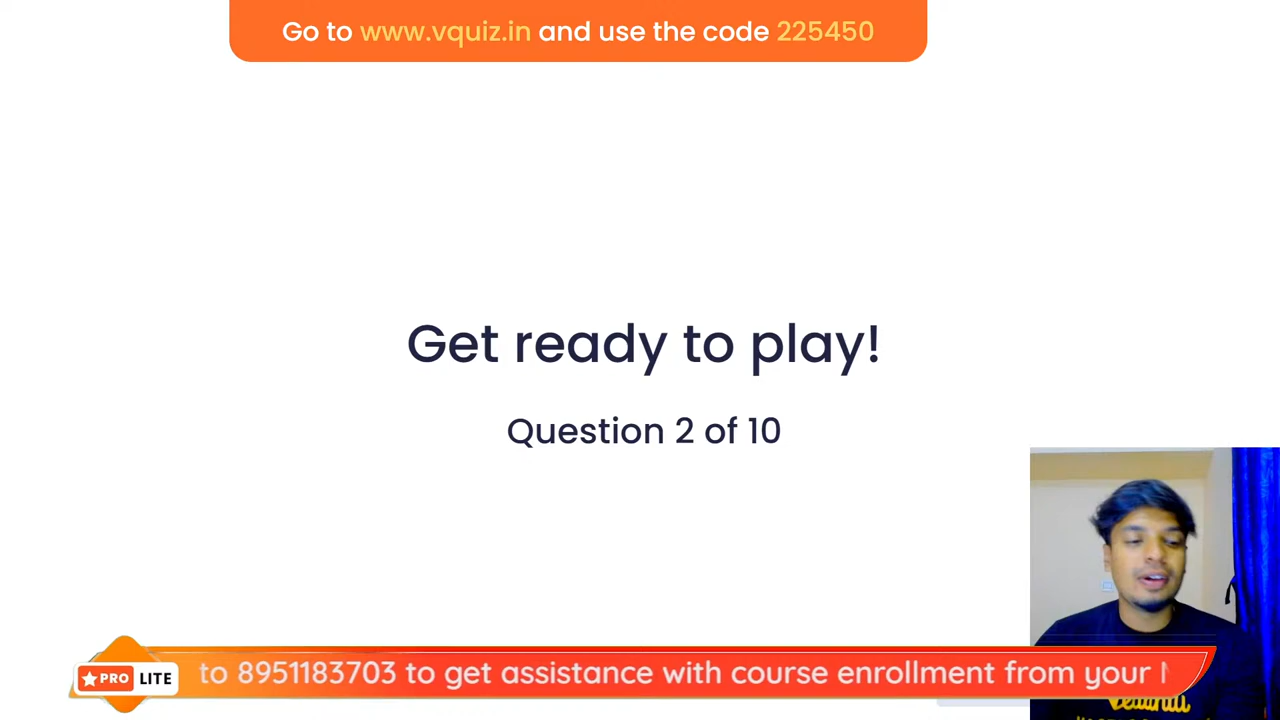 Go to www.vquiz.in and use the code 225450
Get ready to play!
Question 2 of 10
PRO LITE
to 8951183703 to get assistance with course enrollment from your